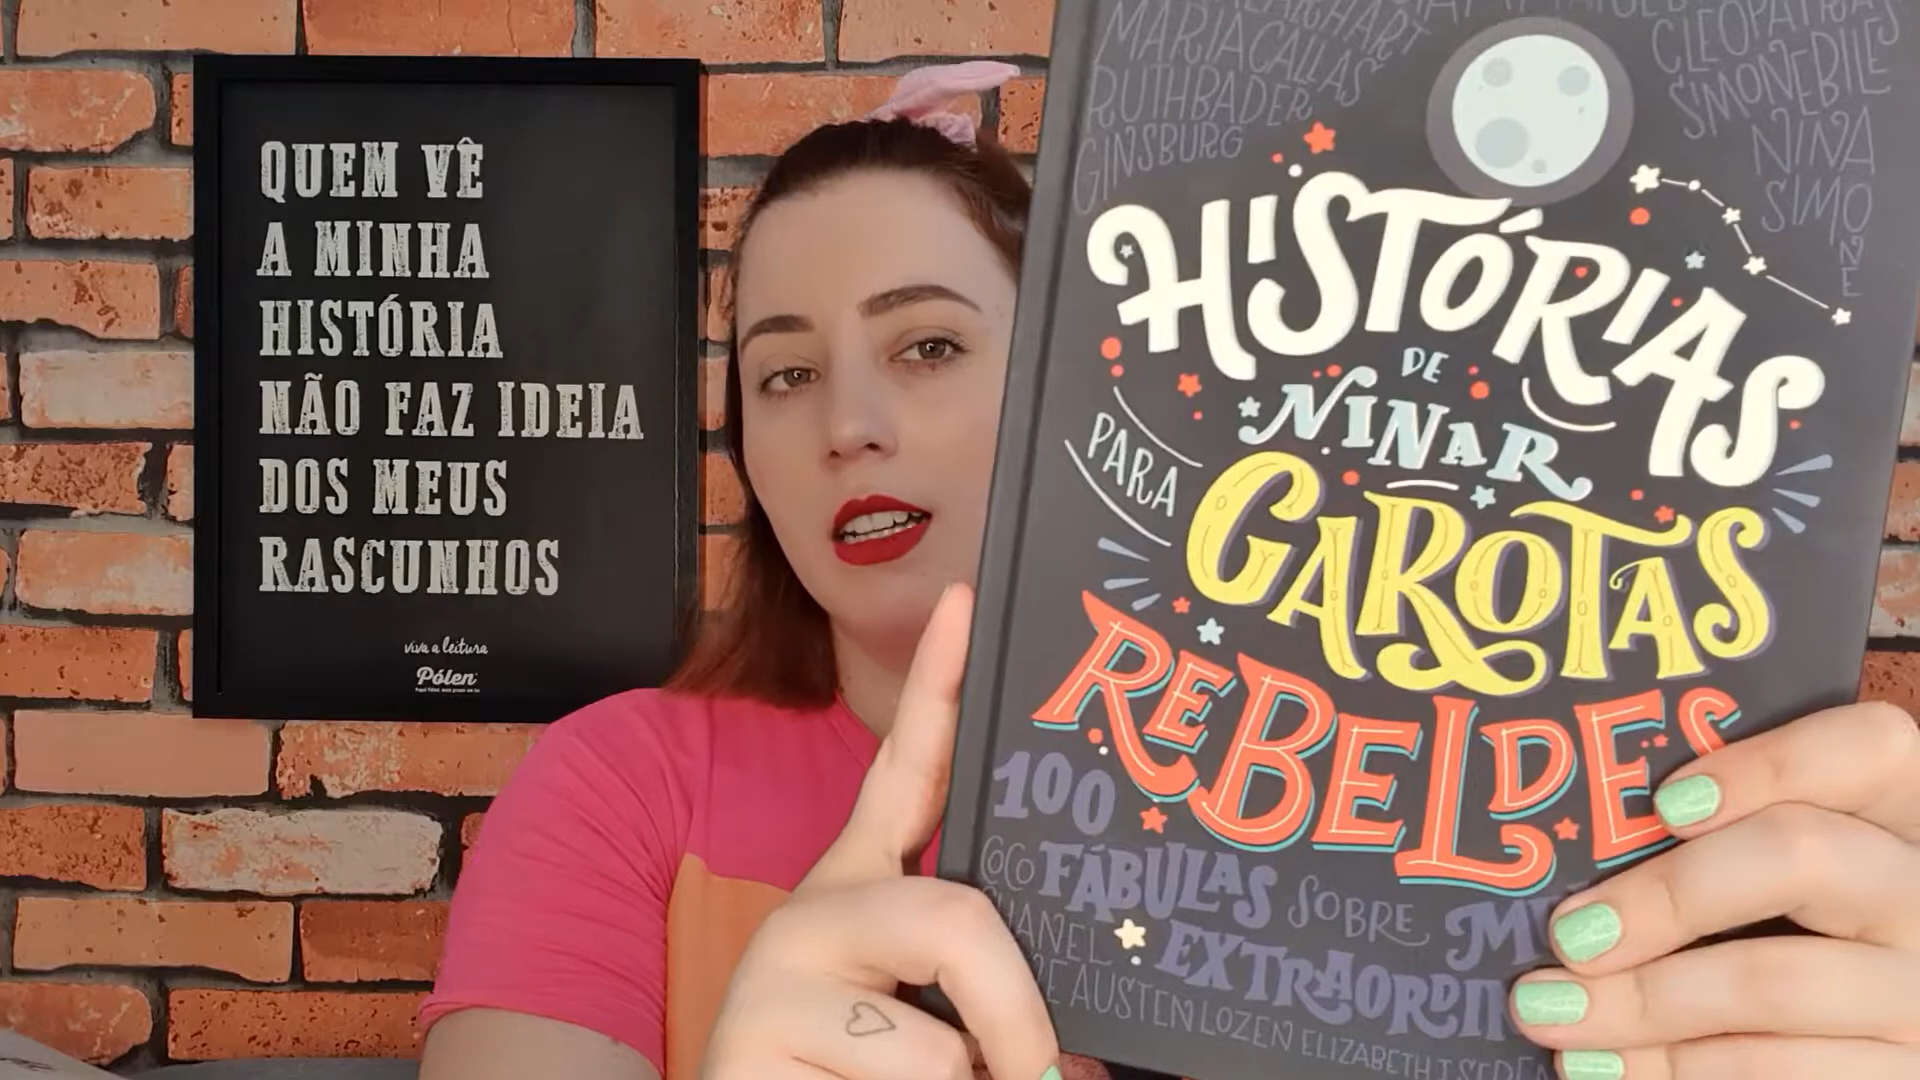 QUEM VÊ
A MINHA
HISTÓRIA
NÃO FAZ IDEIA
DOS MEUS
RASCUNHOS
viva a leitura
Pólen
MARIA CALLAS
RUTH BADER
GINSBURG
CLEOPATRA
SIMONE BILE
NINA
SIMONE
HISTÓRIAS
DE
NINAR
PARA
GAROTAS
REBELDES
100
FÁBULAS SOBRE
EXTRAORDIN
COCO
CHANEL
AUSTEN LOZEN ELIZABETH